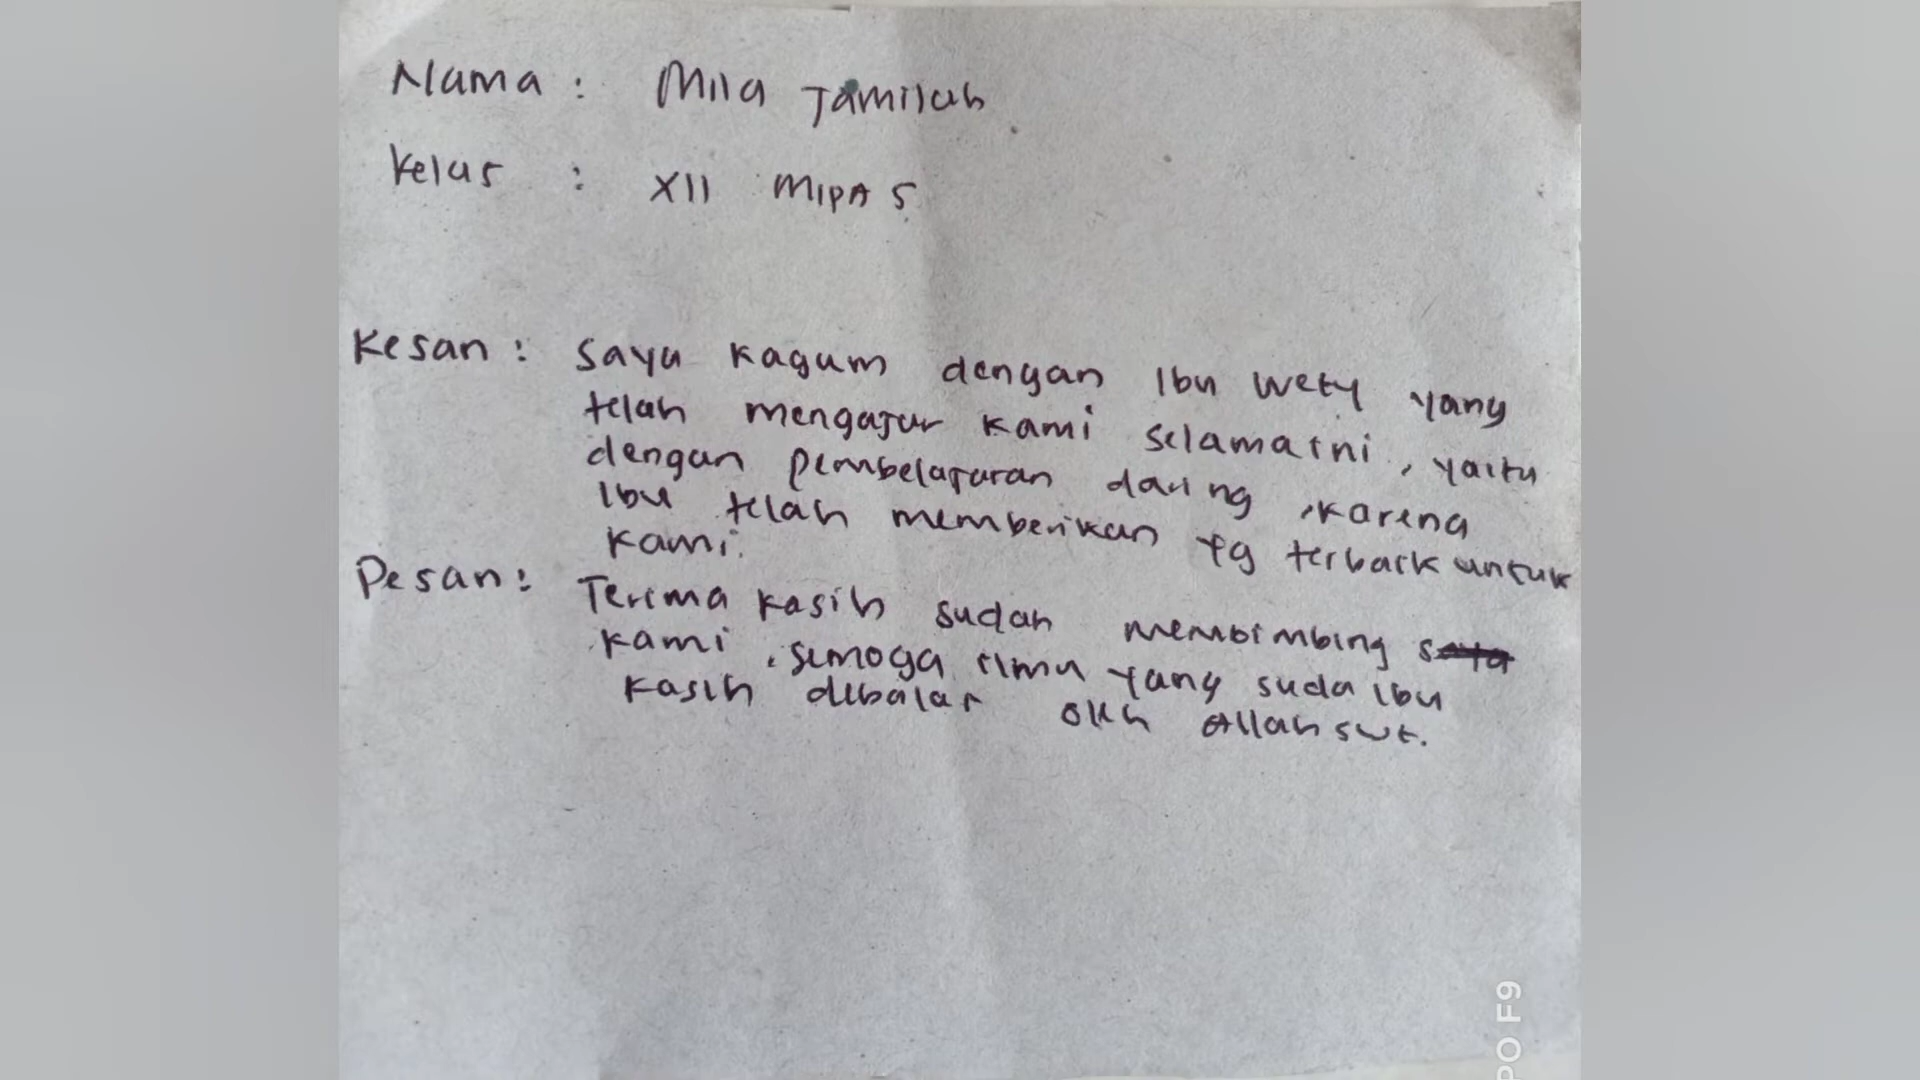 Nama : Mila Jamilah
Kelas : XII MIPA 5
Kesan : Saya kagum dengan Ibu Wety yang
telah mengajar kami selama ini, yaitu
dengan pembelajaran daring, karena
Ibu telah memberikan yg terbaik untuk
kami.
Pesan : Terima kasih sudah membimbing saya
kami, semoga ilmu yang suda Ibu
kasih dibalas oleh Allah swt.
PO F9